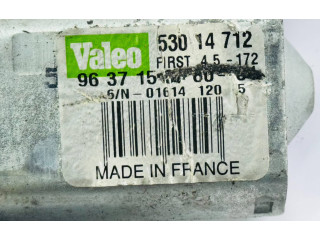 Valeo 530 14 712
FIRST 4.5 - 172
96 37 15
S/N - 01614 120 5
MADE IN FRANCE